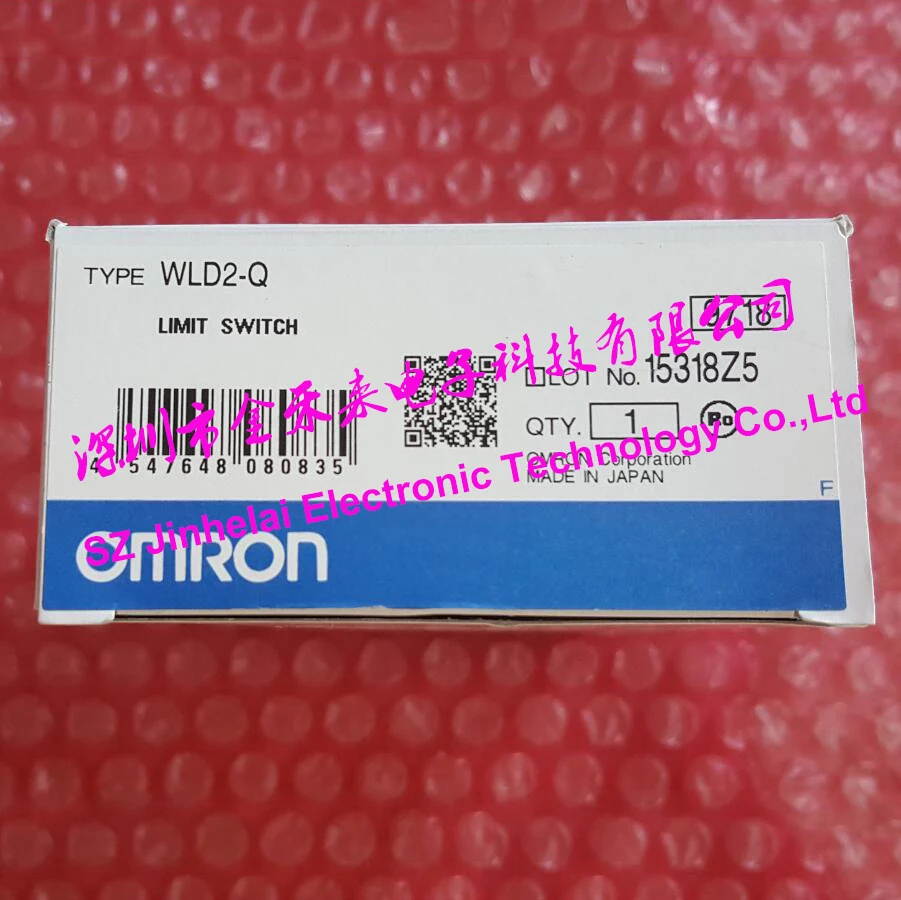 TYPE WLD2-Q
LIMIT SWITCH
9718
LOT No. 15318Z5
QTY. 1
4 547648 080835
OMRON Corporation
MADE IN JAPAN
F
OMRON
深圳市金禾来电子科技有限公司
SZ Jinhelai Electronic Technology Co.,Ltd